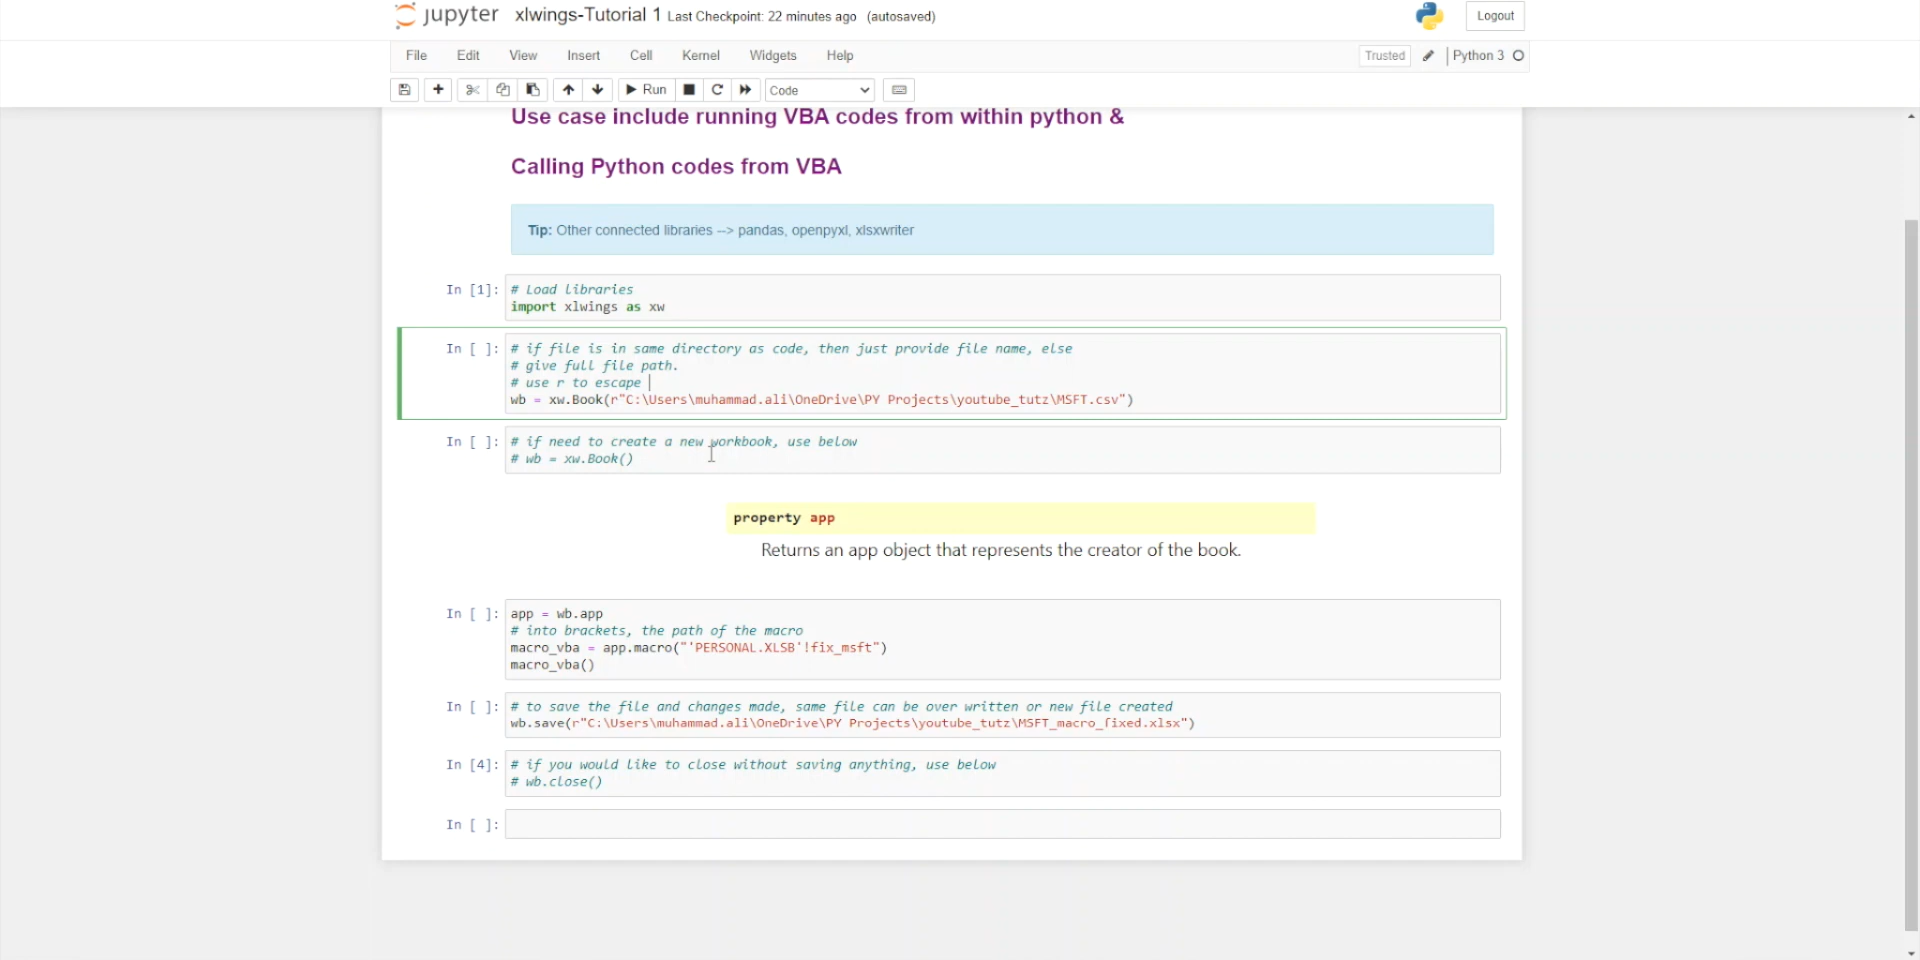 jupyter xlwings-Tutorial 1 Last Checkpoint: 22 minutes ago (autosaved) Logout
File Edit View Insert Cell Kernel Widgets Help Trusted Python 3
Run Code
Use case include running VBA codes from within python &
Calling Python codes from VBA
Tip: Other connected libraries --> pandas, openpyxl, xlsxwriter
In [1]: # Load libraries
import xlwings as xw
In [ ]: # if file is in same directory as code, then just provide file name, else
# give full file path.
# use r to escape
wb = xw.Book(r"C:\Users\muhammad.ali\OneDrive\PY Projects\youtube_tutz\MSFT.csv")
In [ ]: # if need to create a new workbook, use below
# wb = xw.Book()
property app
Returns an app object that represents the creator of the book.
In [ ]: app = wb.app
# into brackets, the path of the macro
macro_vba = app.macro("'PERSONAL.XLSB'!fix_msft")
macro_vba()
In [ ]: # to save the file and changes made, same file can be over written or new file created
wb.save(r"C:\Users\muhammad.ali\OneDrive\PY Projects\youtube_tutz\MSFT_macro_fixed.xlsx")
In [4]: # if you would like to close without saving anything, use below
# wb.close()
In [ ]: